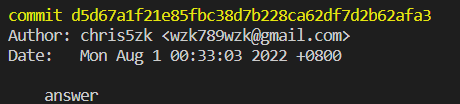 commit d5d67a1f21e85fbc38d7b228ca62df7d2b62afa3
Author: chris5zk <wzk789wzk@gmail.com>
Date:   Mon Aug 1 00:33:03 2022 +0800
answer